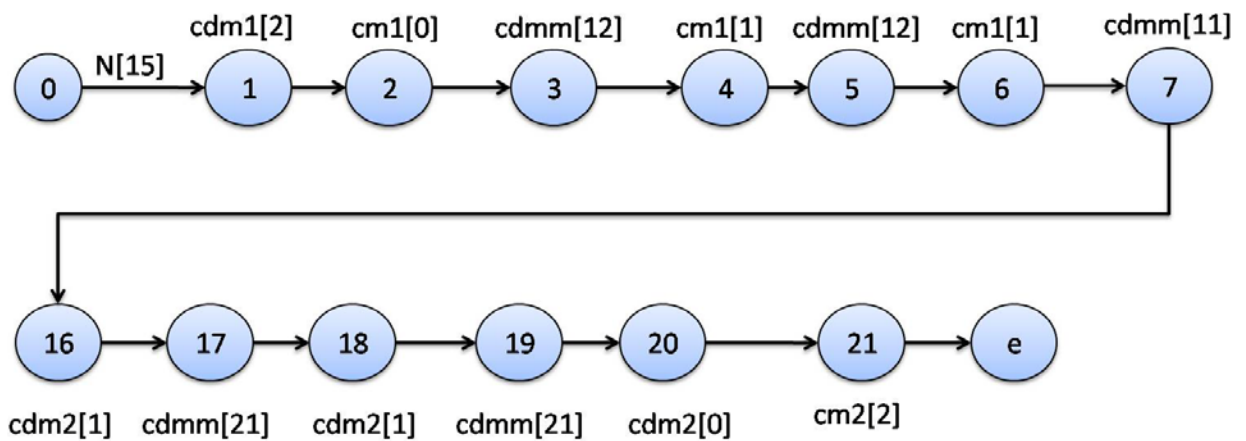 cdm1[2] cm1[0] cdmm[12] cm1[1] cdmm[12] cm1[1] cdmm[11]
N[15]
0 1 2 3 4 5 6 7
16 17 18 19 20 21 e
cdm2[1] cdmm[21] cdm2[1] cdmm[21] cdm2[0] cm2[2]